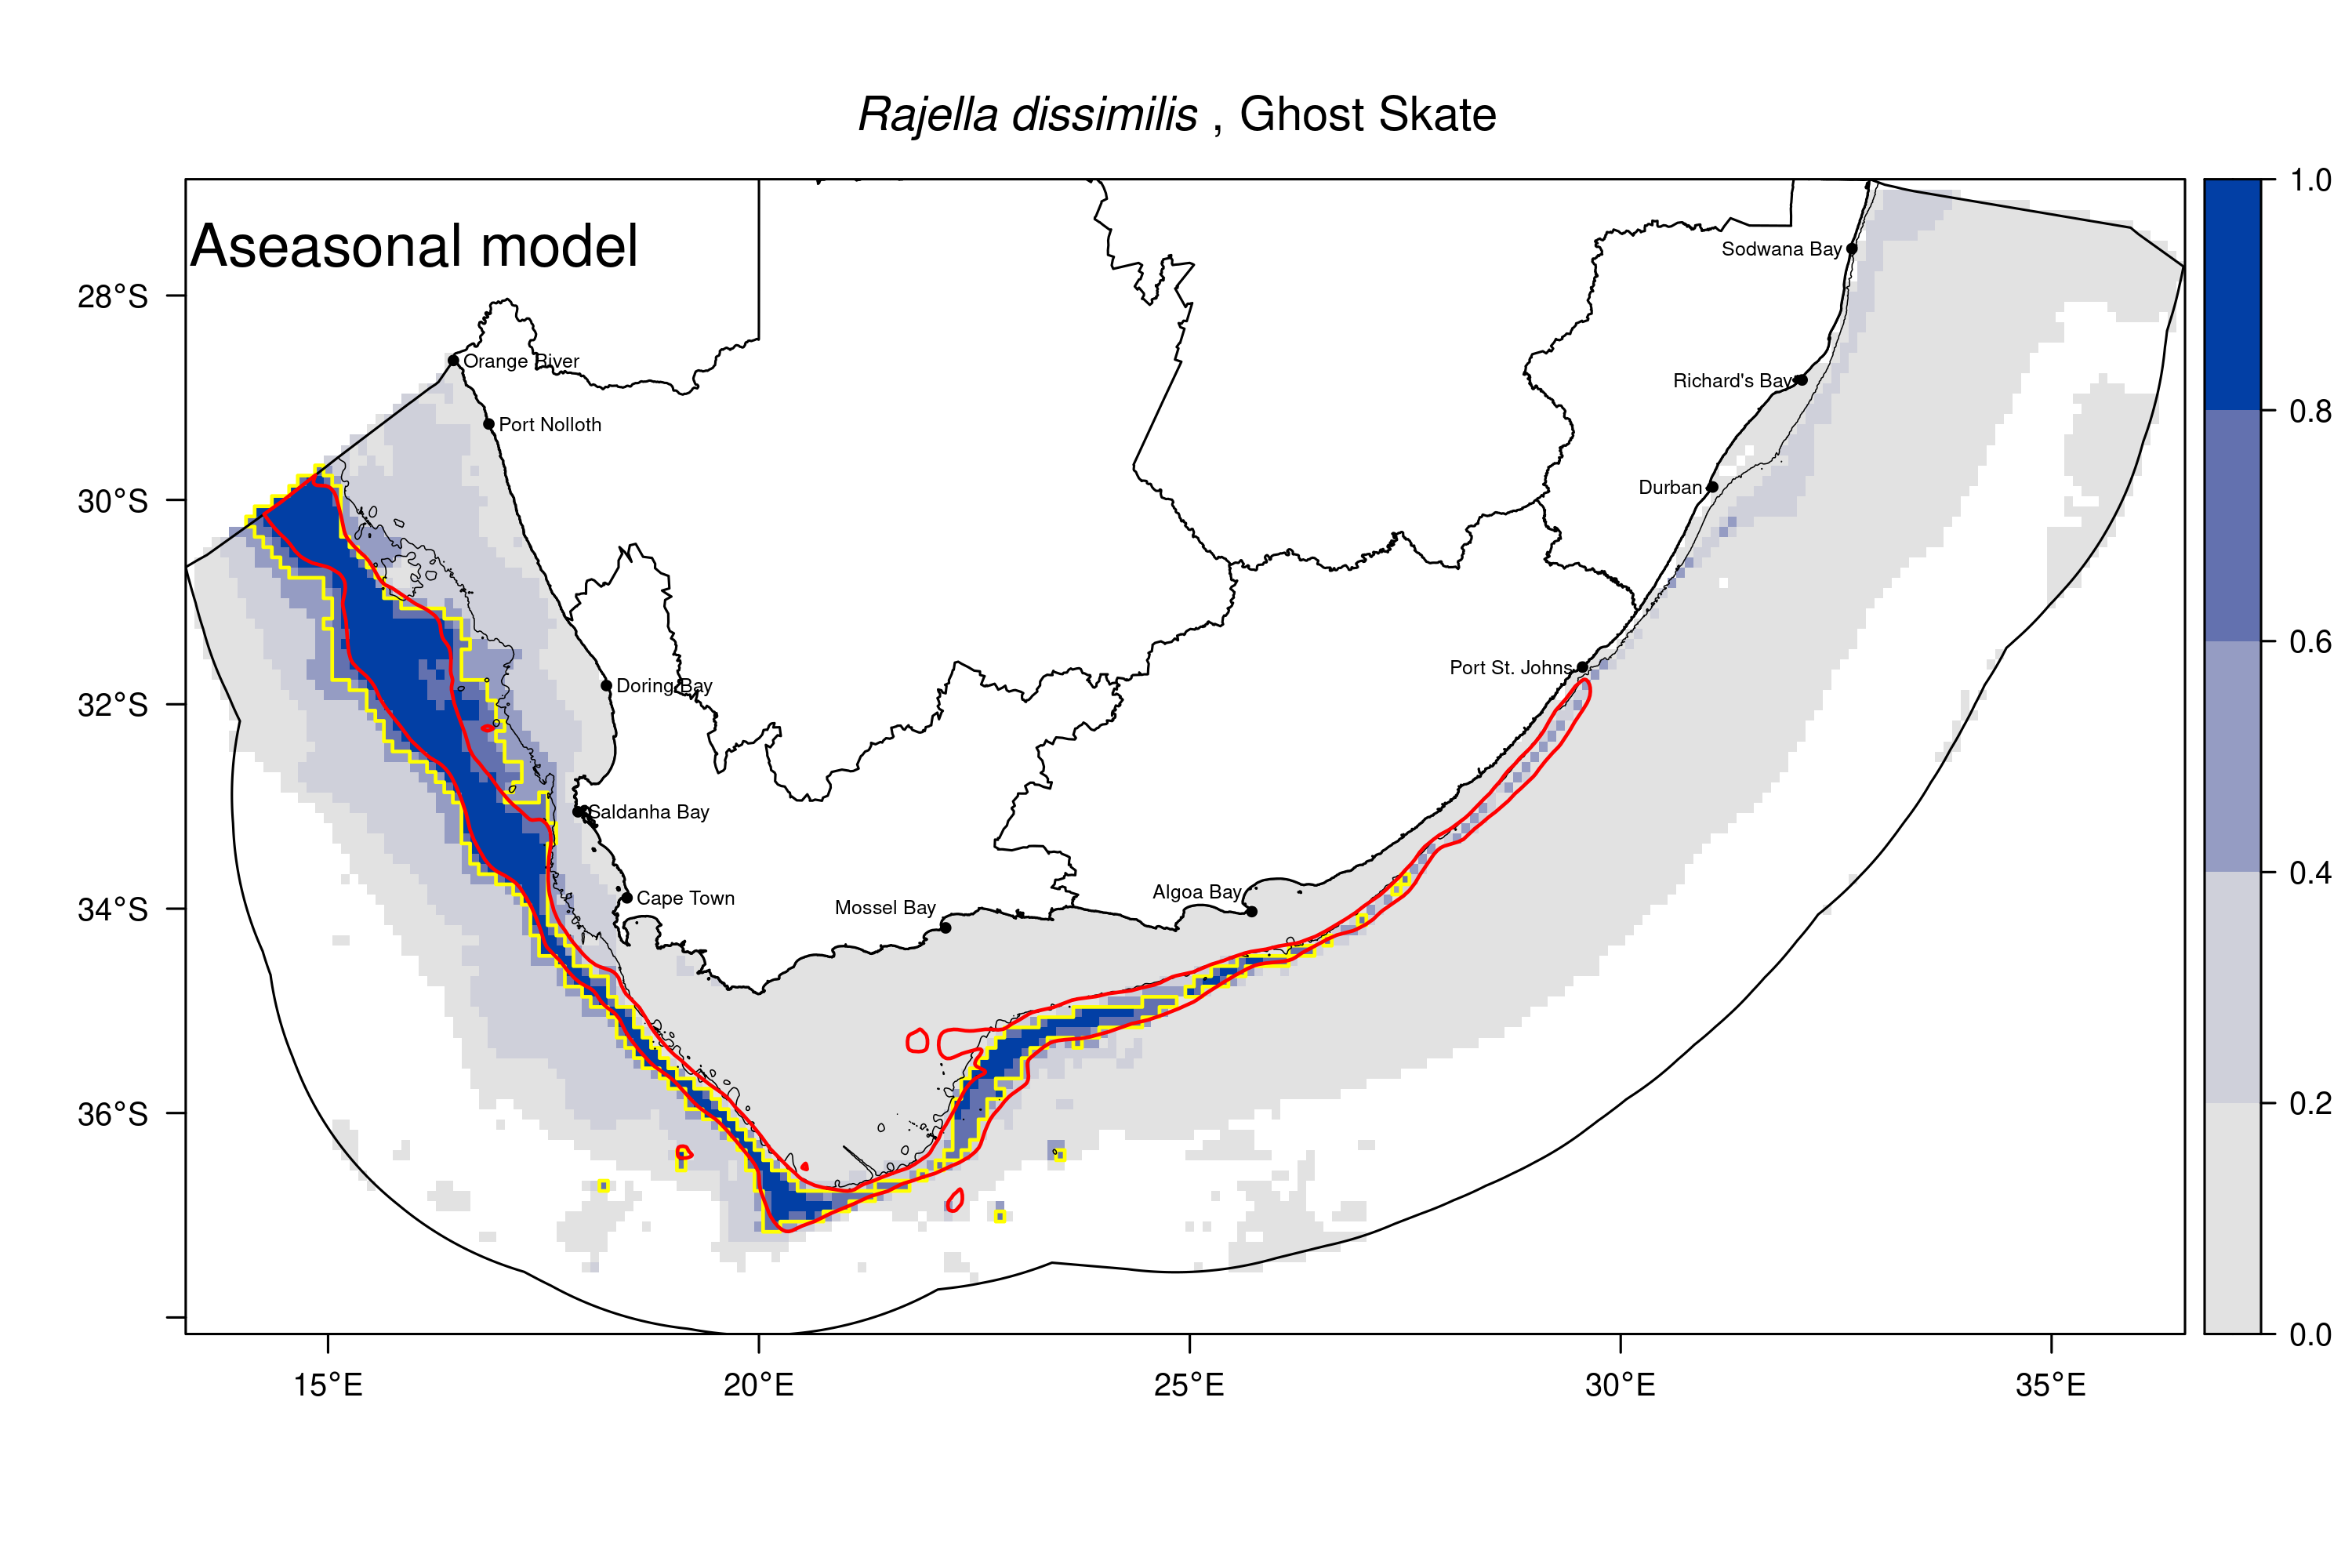 Rajella dissimilis , Ghost Skate
Aseasonal model
1.0
0.8
0.6
0.4
0.2
0.0
28°S
30°S
32°S
34°S
36°S
Sodwana Bay
Orange River
Richard's Bay
Port Nolloth
Durban
Port St. Johns
Doring Bay
Saldanha Bay
Algoa Bay
Cape Town
Mossel Bay
15°E
20°E
25°E
30°E
35°E